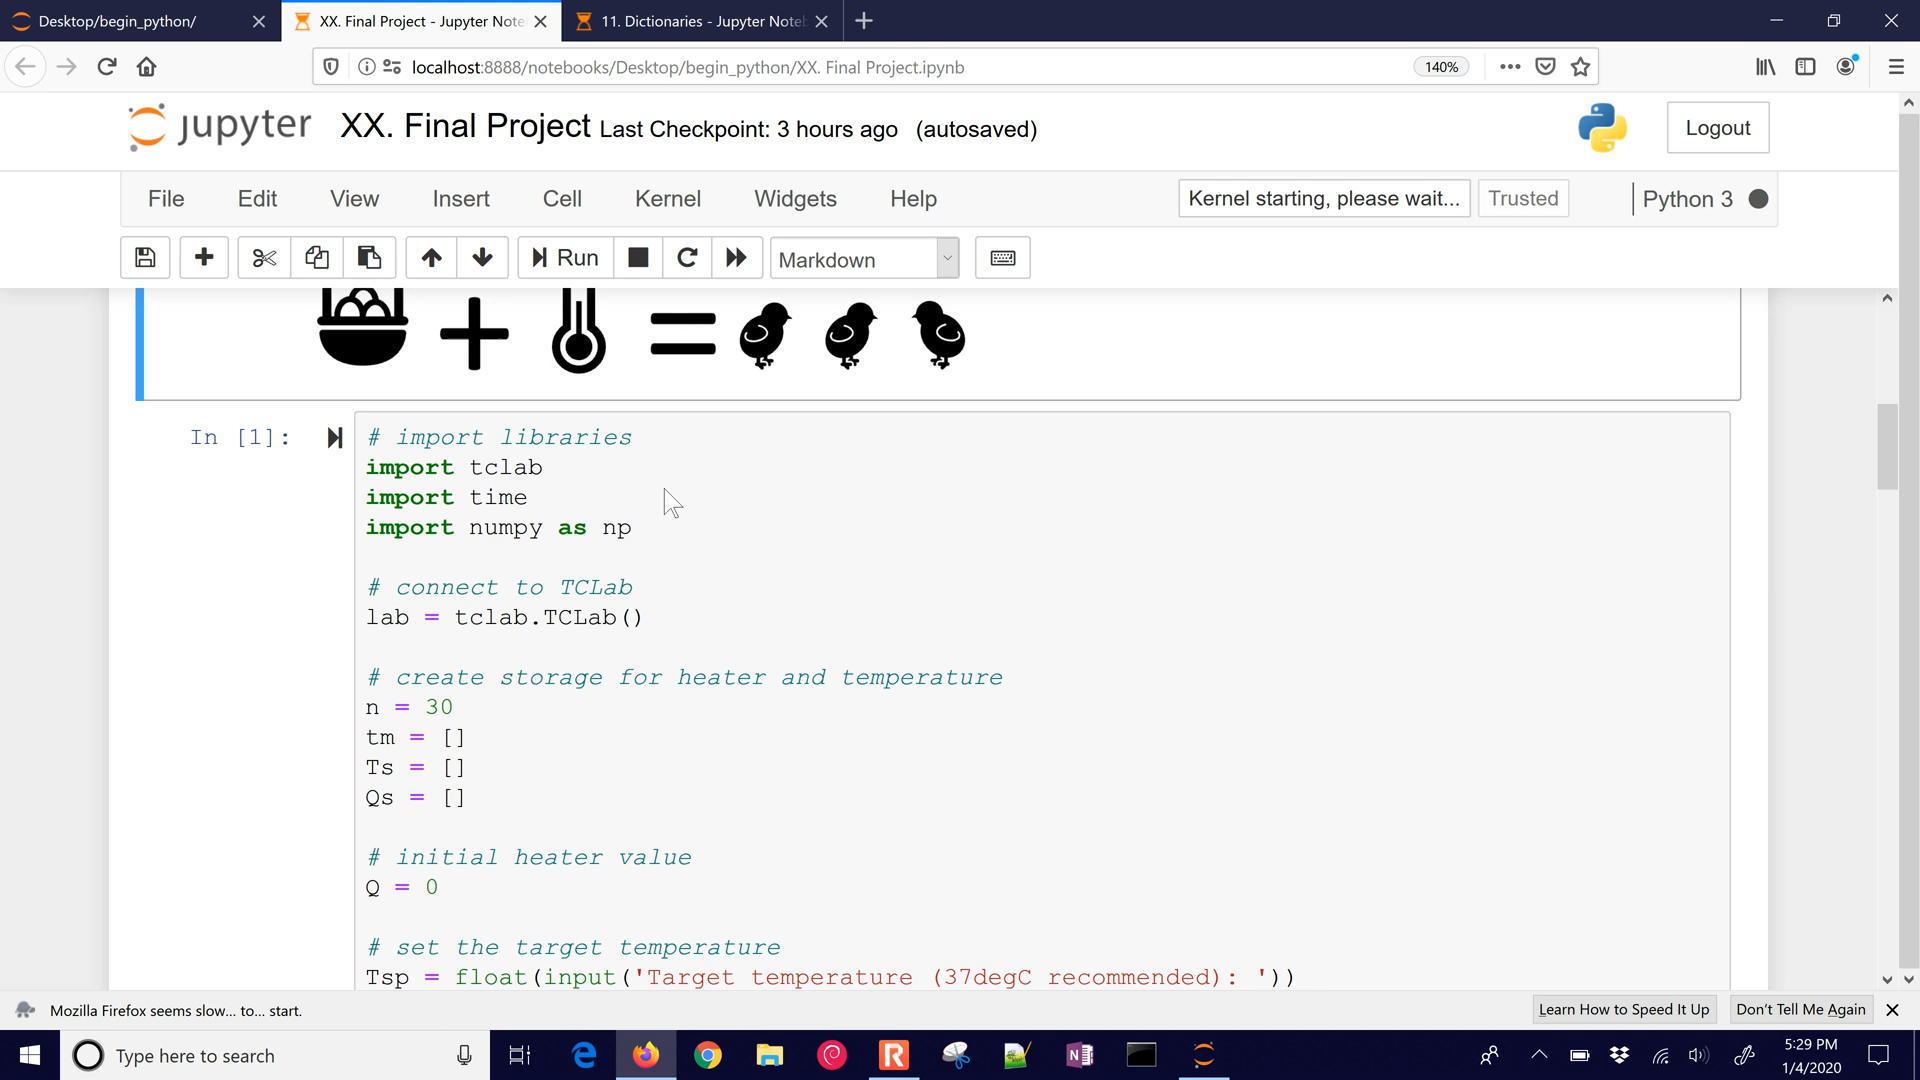 Desktop/begin_python/
XX. Final Project - Jupyter Note
11. Dictionaries - Jupyter Note
localhost:8888/notebooks/Desktop/begin_python/XX. Final Project.ipynb
140%
jupyter XX. Final Project Last Checkpoint: 3 hours ago (autosaved)
Logout
File Edit View Insert Cell Kernel Widgets Help
Kernel starting, please wait... Trusted Python 3
Run Markdown
In [1]:
# import libraries
import tclab
import time
import numpy as np
# connect to TCLab
lab = tclab.TCLab()
# create storage for heater and temperature
n = 30
tm = []
Ts = []
Qs = []
# initial heater value
Q = 0
# set the target temperature
Tsp = float(input('Target temperature (37degC recommended): '))
Mozilla Firefox seems slow... to... start.
Learn How to Speed It Up
Don't Tell Me Again
Type here to search
5:29 PM
1/4/2020